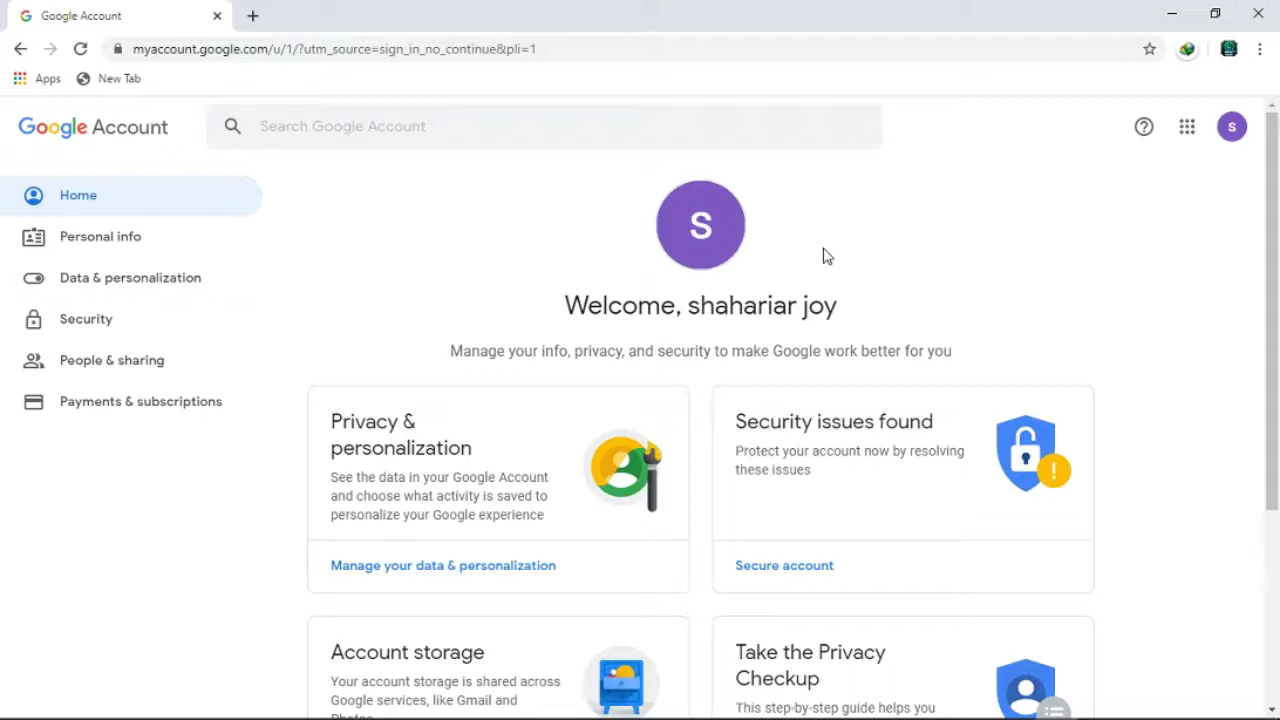 Google Account
myaccount.google.com/u/1/?utm_source=sign_in_no_continue&pli=1
Apps
New Tab
Google Account
Search Google Account
s
Home
Personal info
Data & personalization
Security
People & sharing
Payments & subscriptions
s
Welcome, shahariar joy
Manage your info, privacy, and security to make Google work better for you
Privacy &
personalization
See the data in your Google Account
and choose what activity is saved to
personalize your Google experience
Manage your data & personalization
Security issues found
Protect your account now by resolving
these issues
Secure account
Account storage
Your account storage is shared across
Google services, like Gmail and
Photos
Take the Privacy
Checkup
This step-by-step guide helps you